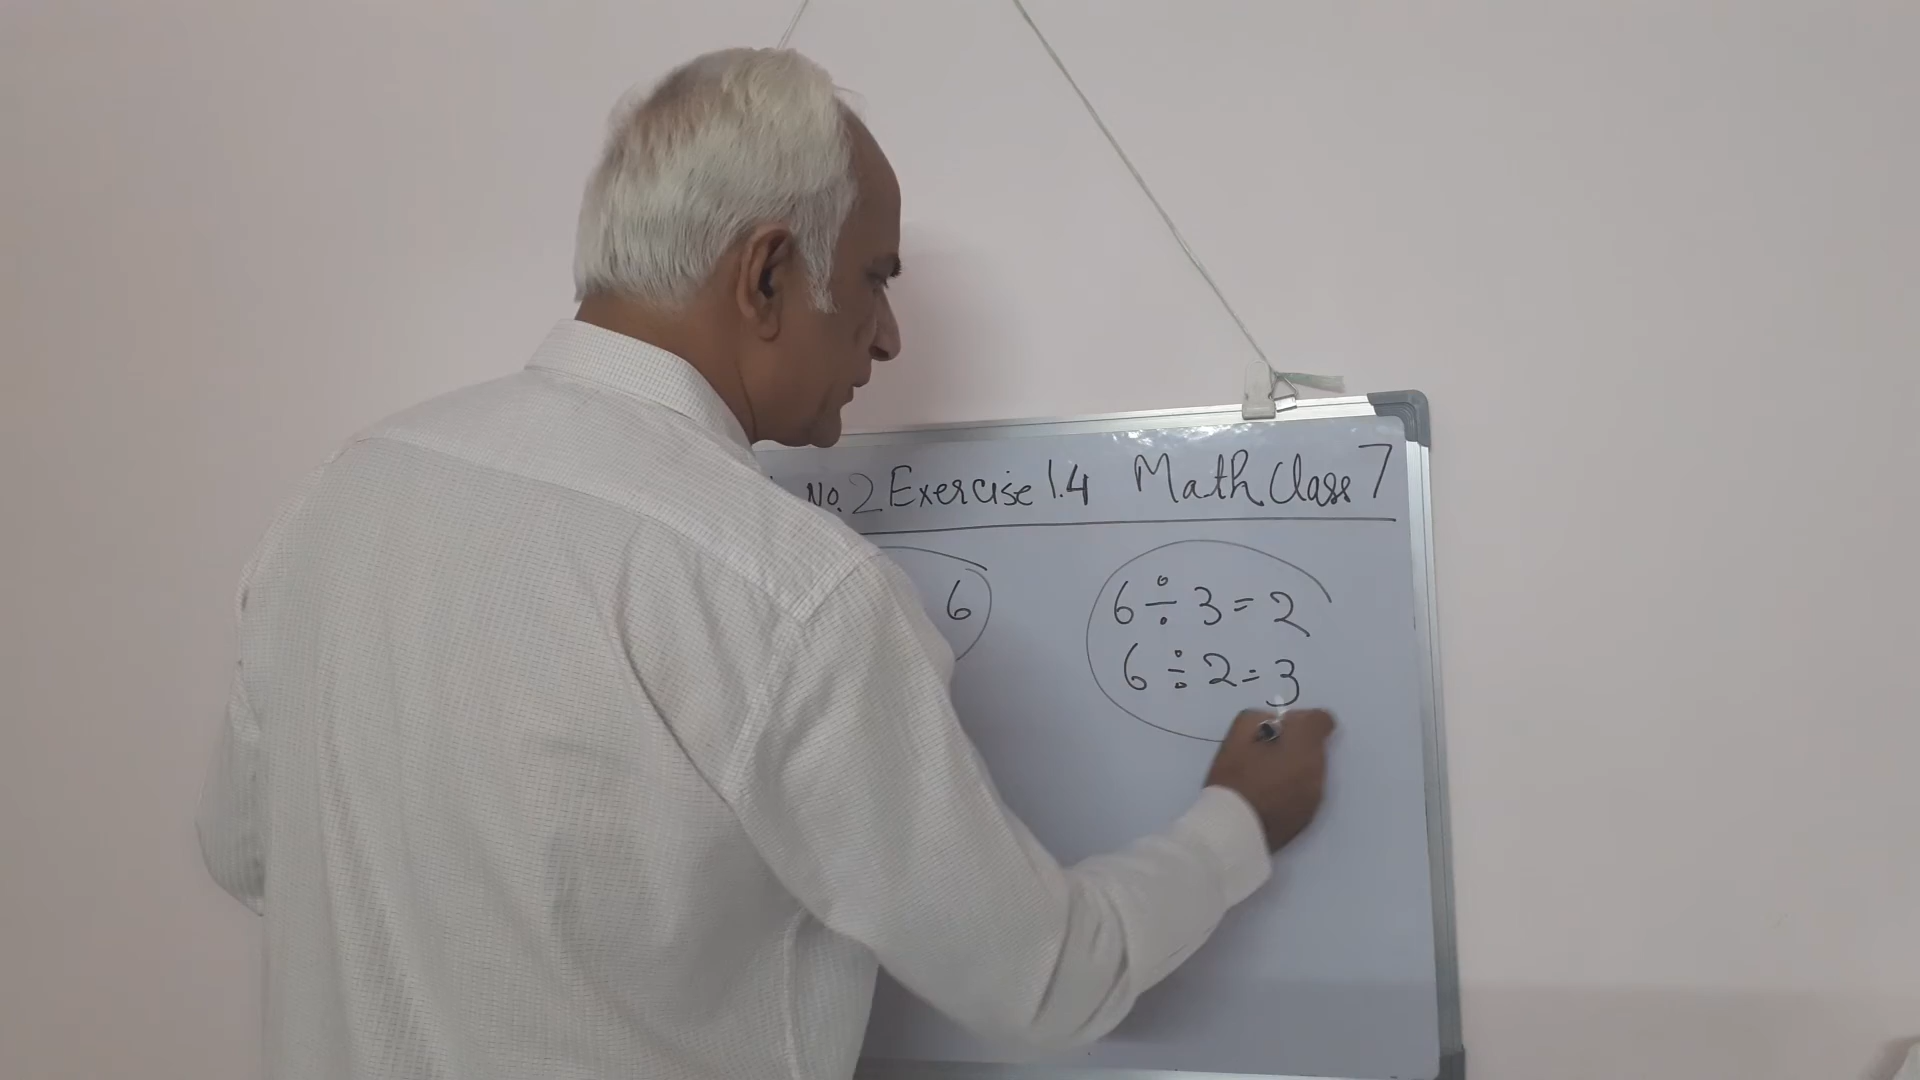 No. 2 Exercise 1.4 Math Class 7
6
6 ÷ 3 = 2
6 ÷ 2 = 3